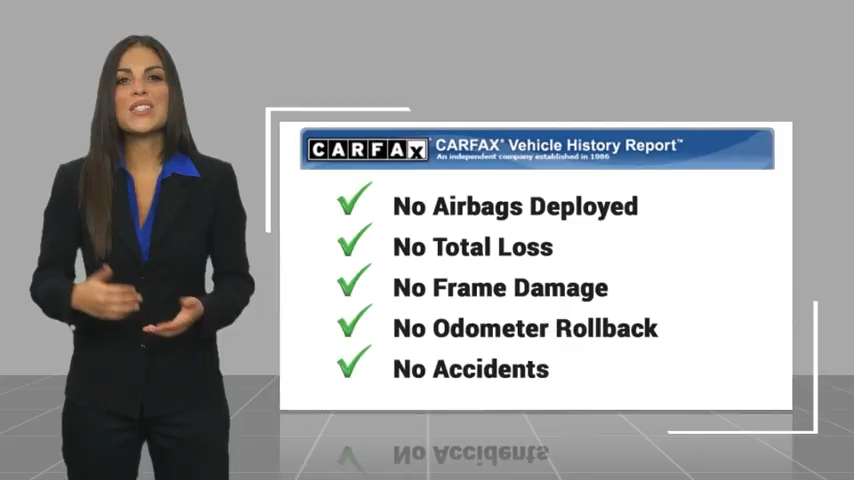 CARFAX CARFAX® Vehicle History Report™
An independent company established in 1986
No Airbags Deployed
No Total Loss
No Frame Damage
No Odometer Rollback
No Accidents
No Accidents